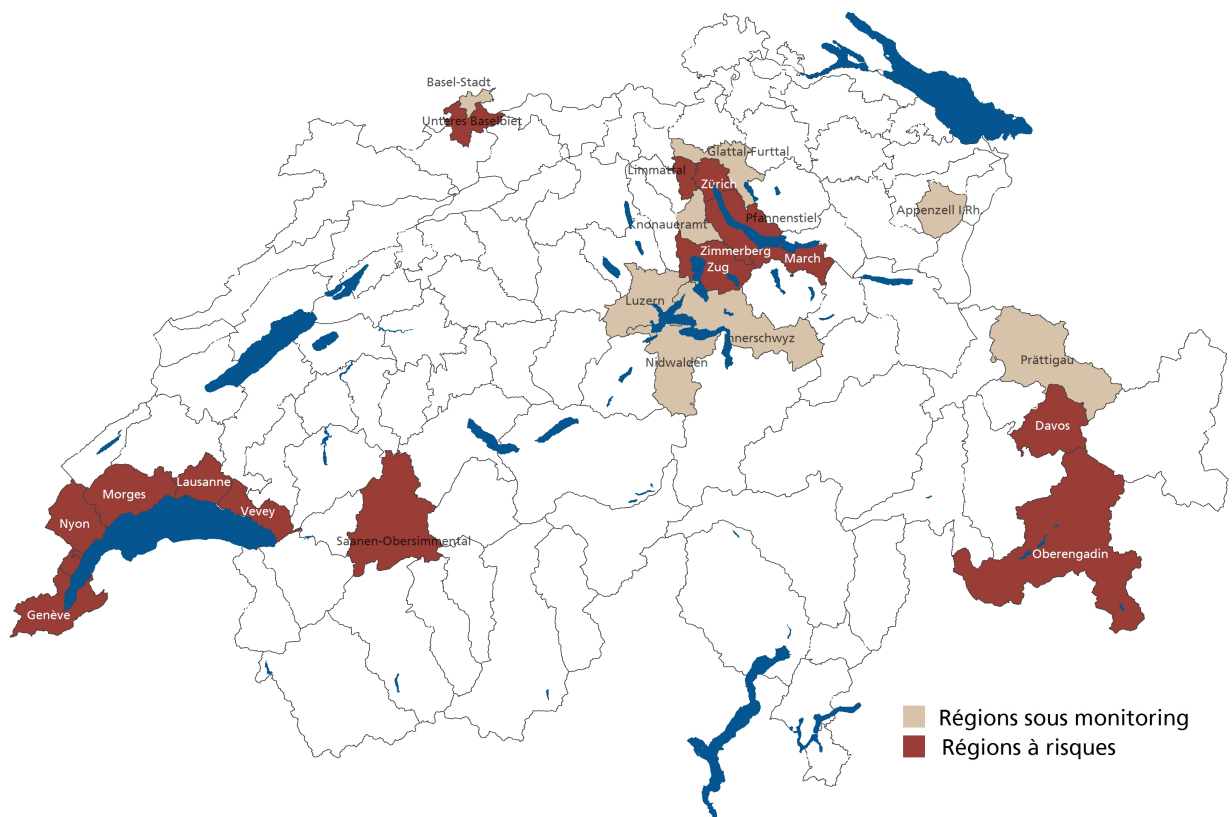 Basel-Stadt
Unteres Baselbiet
Glattal-Furttal
Limmattal
Zürich
Appenzell I.Rh.
Pfannenstiel
Knonaueramt
Zimmerberg
March
Zug
Luzern
Innerschwyz
Nidwalden
Prättigau
Davos
Lausanne
Morges
Vevey
Nyon
Saanen-Obersimmental
Oberengadin
Genève
Régions sous monitoring
Régions à risques